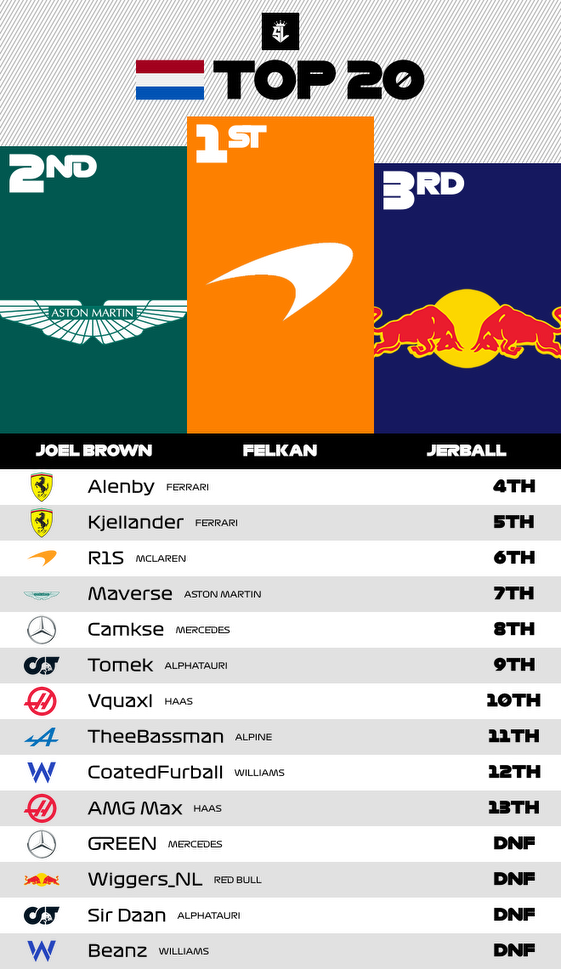 SL
TOP 20
1ST
2ND
3RD
ASTON MARTIN
JOEL BROWN FELKAN JERBALL
Alenby FERRARI 4TH
Kjellander FERRARI 5TH
R1S MCLAREN 6TH
Maverse ASTON MARTIN 7TH
Camkse MERCEDES 8TH
Tomek ALPHATAURI 9TH
Vquaxl HAAS 10TH
TheeBassman ALPINE 11TH
CoatedFurball WILLIAMS 12TH
AMG Max HAAS 13TH
GREEN MERCEDES DNF
Wiggers_NL RED BULL DNF
Sir Daan ALPHATAURI DNF
Beanz WILLIAMS DNF